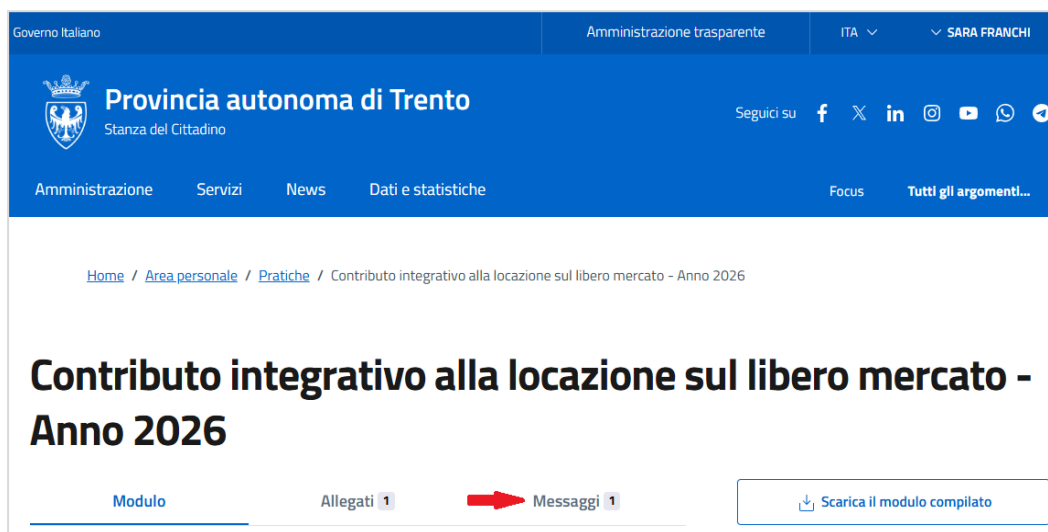 Governo Italiano
Amministrazione trasparente
ITA
SARA FRANCHI
Provincia autonoma di Trento
Stanza del Cittadino
Seguici su
Amministrazione Servizi News Dati e statistiche
Focus Tutti gli argomenti...
Home / Area personale / Pratiche / Contributo integrativo alla locazione sul libero mercato - Anno 2026
Contributo integrativo alla locazione sul libero mercato -
Anno 2026
Modulo
Allegati 1
Messaggi 1
Scarica il modulo compilato